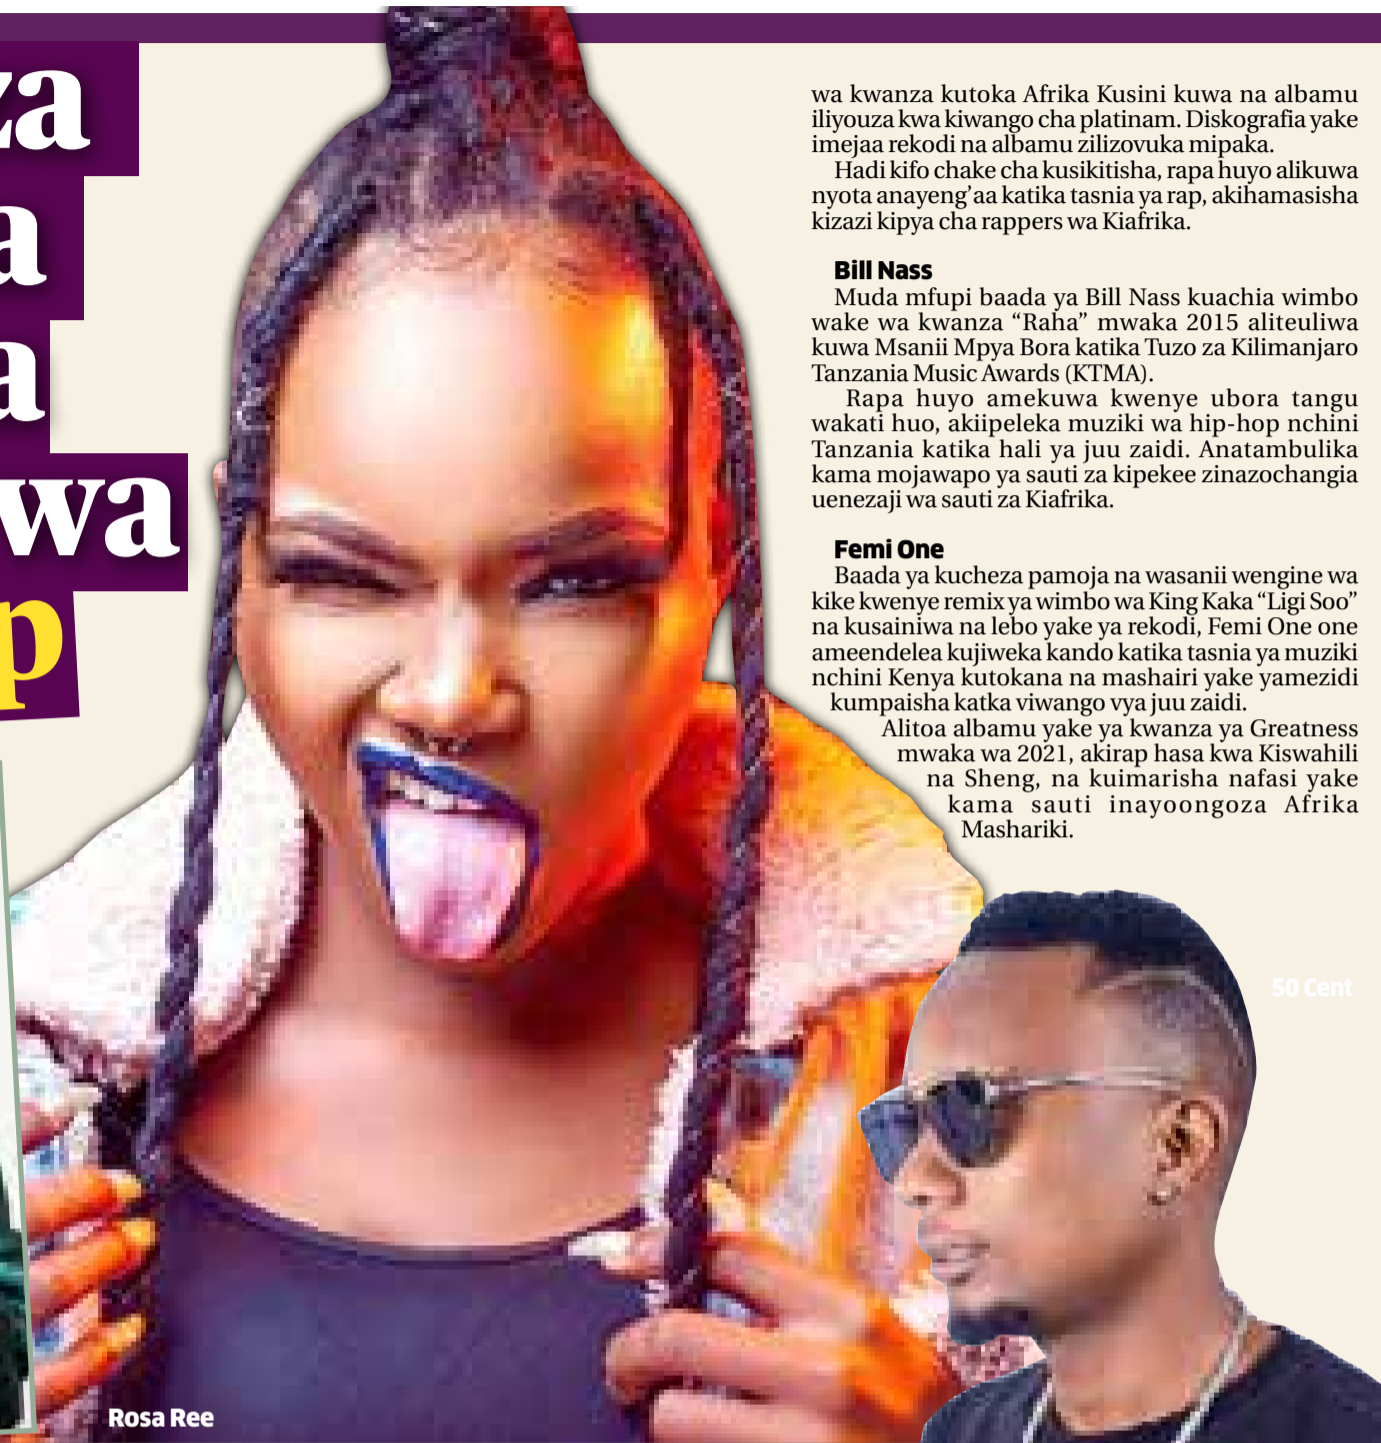 za
a
a
wa
p
wa kwanza kutoka Afrika Kusini kuwa na albamu
iliyouza kwa kiwango cha platinam. Diskografia yake
imejaa rekodi na albamu zilizovuka mipaka.
Hadi kifo chake cha kusikitisha, rapa huyo alikuwa
nyota anayeng’aa katika tasnia ya rap, akihamasisha
kizazi kipya cha rappers wa Kiafrika.
Bill Nass
Muda mfupi baada ya Bill Nass kuachia wimbo
wake wa kwanza “Raha” mwaka 2015 aliteuliwa
kuwa Msanii Mpya Bora katika Tuzo za Kilimanjaro
Tanzania Music Awards (KTMA).
Rapa huyo amekuwa kwenye ubora tangu
wakati huo, akiipeleka muziki wa hip-hop nchini
Tanzania katika hali ya juu zaidi. Anatambulika
kama mojawapo ya sauti za kipekee zinazochangia
uenezaji wa sauti za Kiafrika.
Femi One
Baada ya kucheza pamoja na wasanii wengine wa
kike kwenye remix ya wimbo wa King Kaka “Ligi Soo”
na kusainiwa na lebo yake ya rekodi, Femi One one
ameendelea kujiweka kando katika tasnia ya muziki
nchini Kenya kutokana na mashairi yake yamezidi
kumpaisha katka viwango vya juu zaidi.
Alitoa albamu yake ya kwanza ya Greatness
mwaka wa 2021, akirap hasa kwa Kiswahili
na Sheng, na kuimarisha nafasi yake
kama sauti inayoongoza Afrika
Mashariki.
50 Cent
Rosa Ree